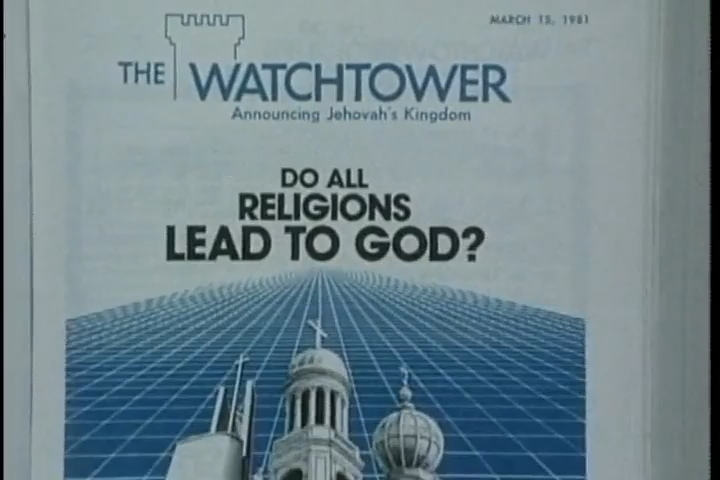 MARCH 15, 1981
THE WATCHTOWER
Announcing Jehovah's Kingdom
DO ALL
RELIGIONS
LEAD TO GOD?